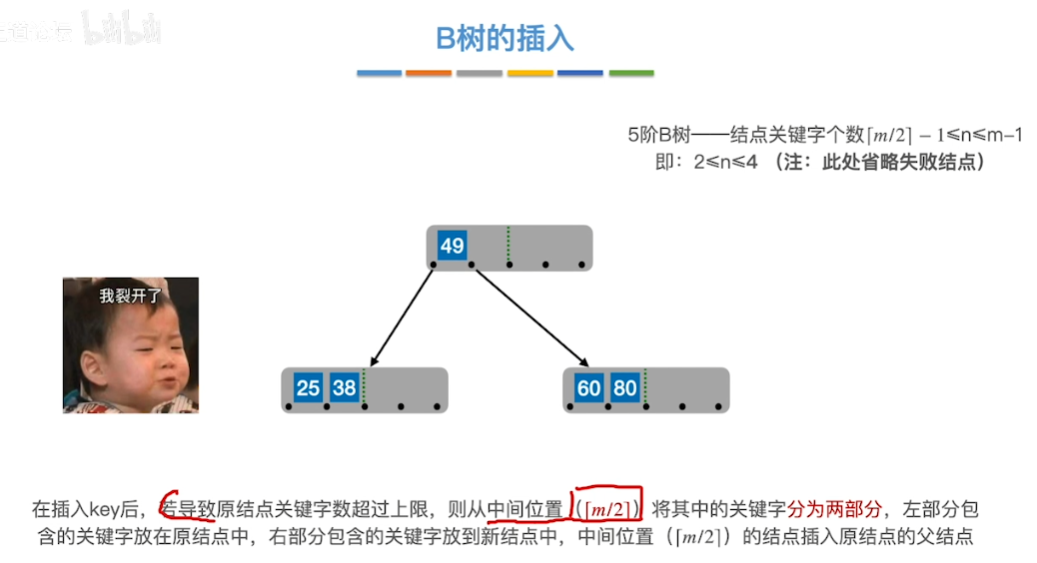 B树的插入
5阶B树——结点关键字个数⌈m/2⌉ – 1≤n≤m–1
即：2≤n≤4 （注：此处省略失败结点）
49
我裂开了
25 38
60 80
在插入key后，若导致原结点关键字数超过上限，则从中间位置（⌈m/2⌉）将其中的关键字分为两部分，左部分包
含的关键字放在原结点中，右部分包含的关键字放到新结点中，中间位置（⌈m/2⌉）的结点插入原结点的父结点